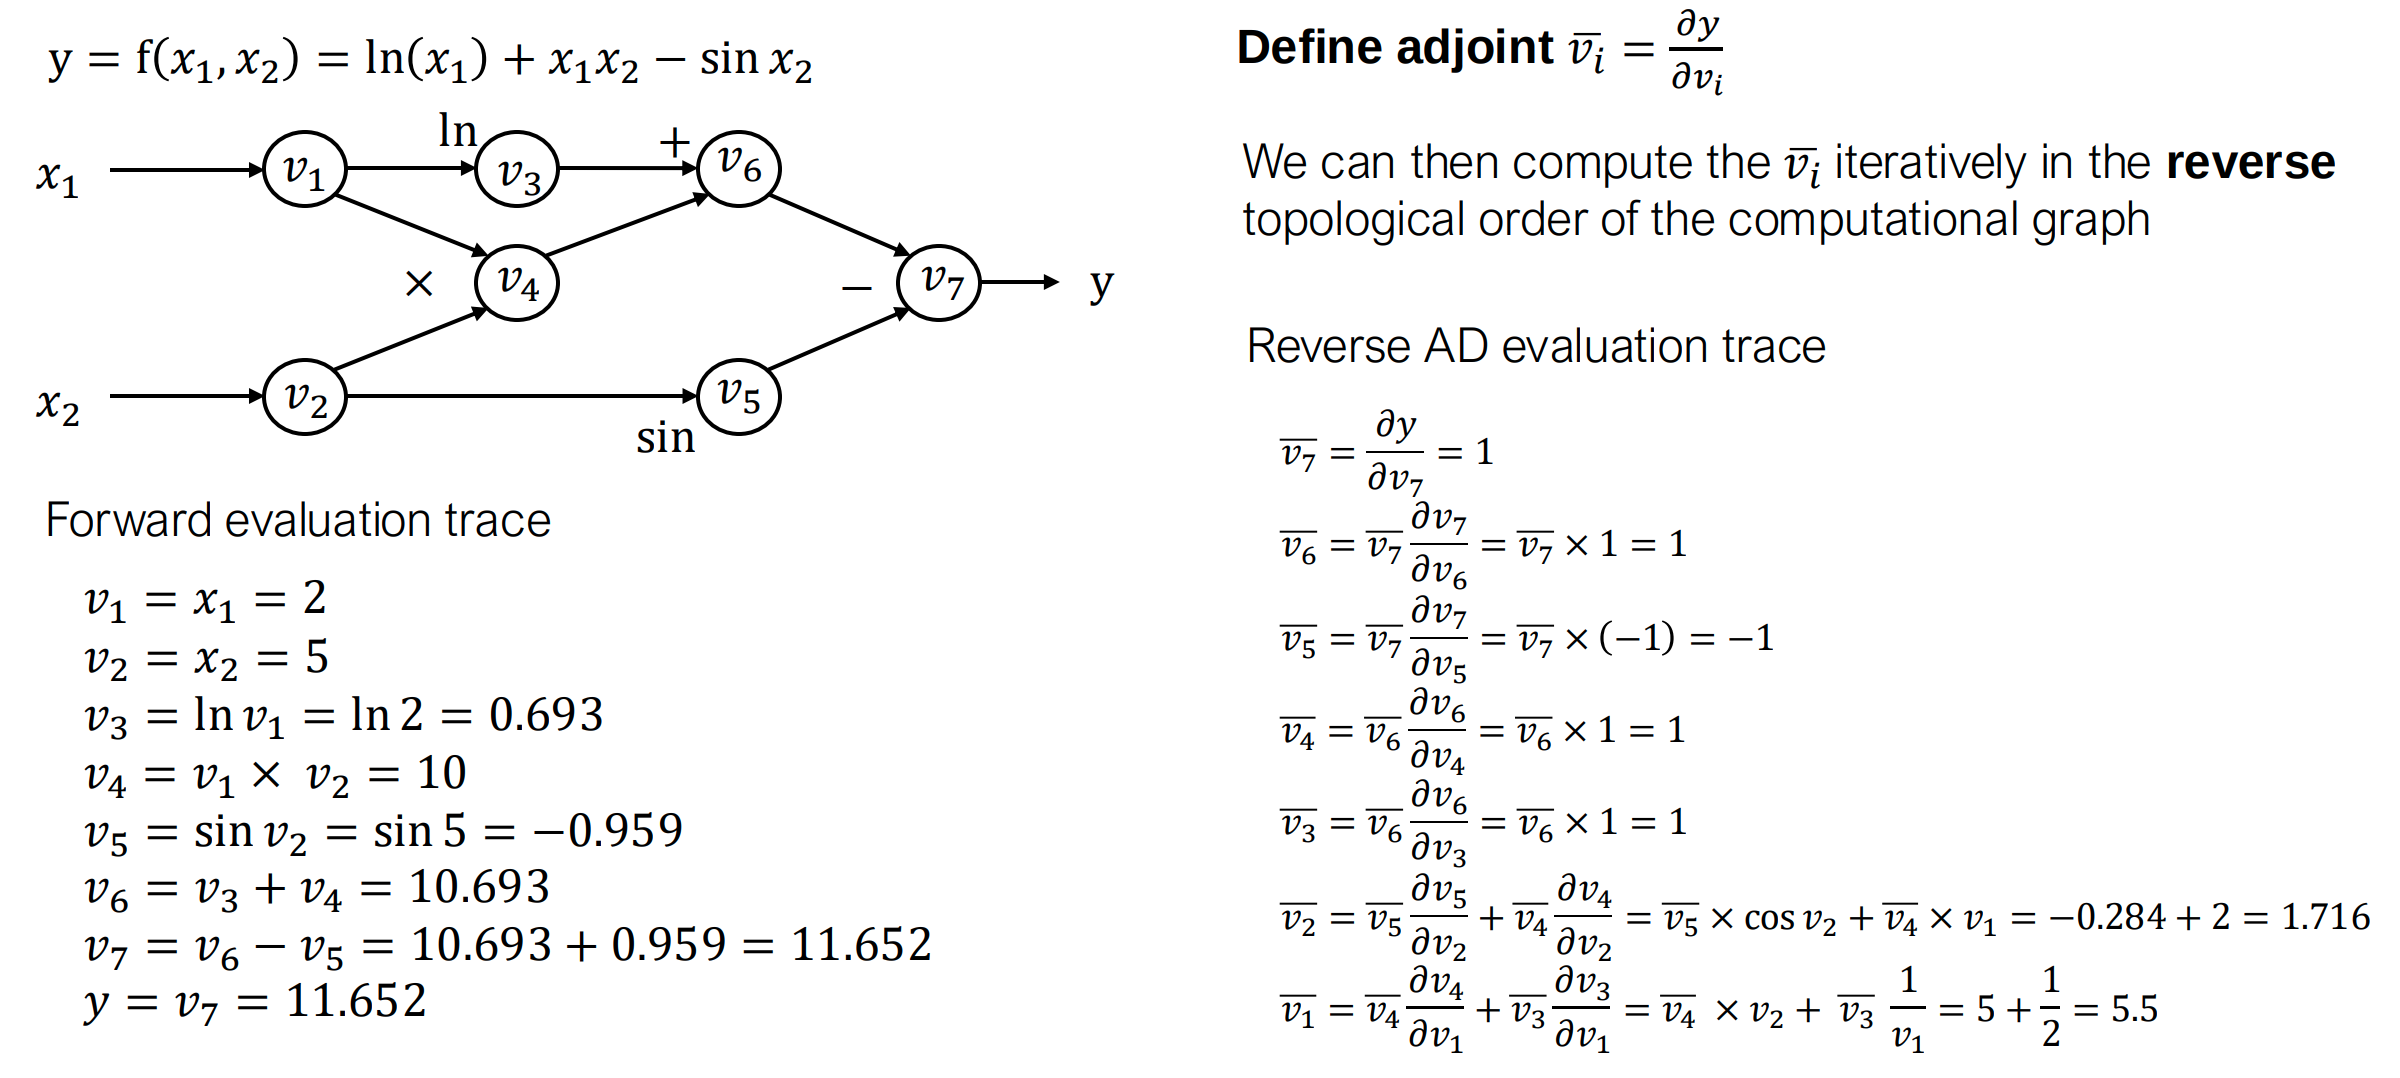 y = f(x₁, x₂) = ln(x₁) + x₁x₂ − sin x₂
x₁
v₁
ln
v₃
+
v₆
×
v₄
−
v₇
y
x₂
v₂
sin
v₅
Forward evaluation trace
v₁ = x₁ = 2
v₂ = x₂ = 5
v₃ = ln v₁ = ln 2 = 0.693
v₄ = v₁ × v₂ = 10
v₅ = sin v₂ = sin 5 = −0.959
v₆ = v₃ + v₄ = 10.693
v₇ = v₆ − v₅ = 10.693 + 0.959 = 11.652
y = v₇ = 11.652
Define adjoint v̅ᵢ = ∂y/∂vᵢ
We can then compute the v̅ᵢ iteratively in the reverse
topological order of the computational graph
Reverse AD evaluation trace
v̅₇ = ∂y/∂v₇ = 1
v̅₆ = v̅₇ ∂v₇/∂v₆ = v̅₇ × 1 = 1
v̅₅ = v̅₇ ∂v₇/∂v₅ = v̅₇ × (−1) = −1
v̅₄ = v̅₆ ∂v₆/∂v₄ = v̅₆ × 1 = 1
v̅₃ = v̅₆ ∂v₆/∂v₃ = v̅₆ × 1 = 1
v̅₂ = v̅₅ ∂v₅/∂v₂ + v̅₄ ∂v₄/∂v₂ = v̅₅ × cos v₂ + v̅₄ × v₁ = −0.284 + 2 = 1.716
v̅₁ = v̅₄ ∂v₄/∂v₁ + v̅₃ ∂v₃/∂v₁ = v̅₄ × v₂ + v̅₃ 1/v₁ = 5 + 1/2 = 5.5